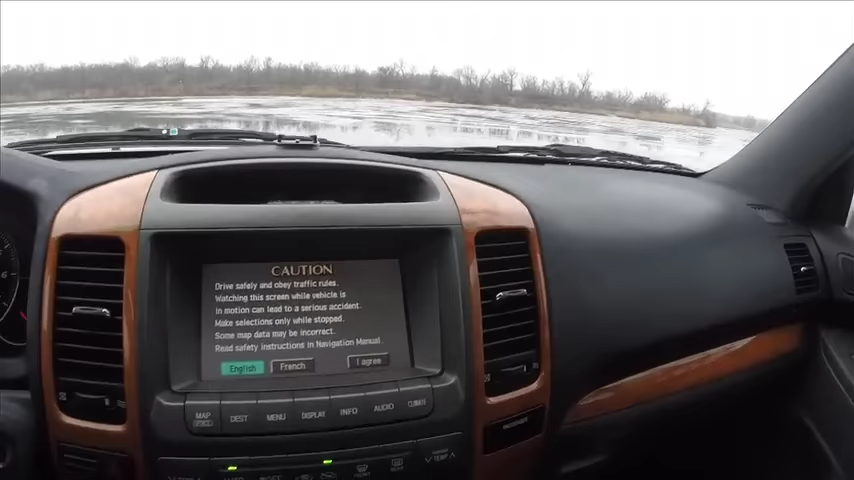 CAUTION
Drive safely and obey traffic rules.
Watching this screen while vehicle is
in motion can lead to a serious accident.
Make selections only while stopped.
Some map data may be incorrect.
Read safety instructions in Navigation Manual.
English French I agree
MAP DEST MENU DISPLAY INFO AUDIO CLIMATE
TEMP